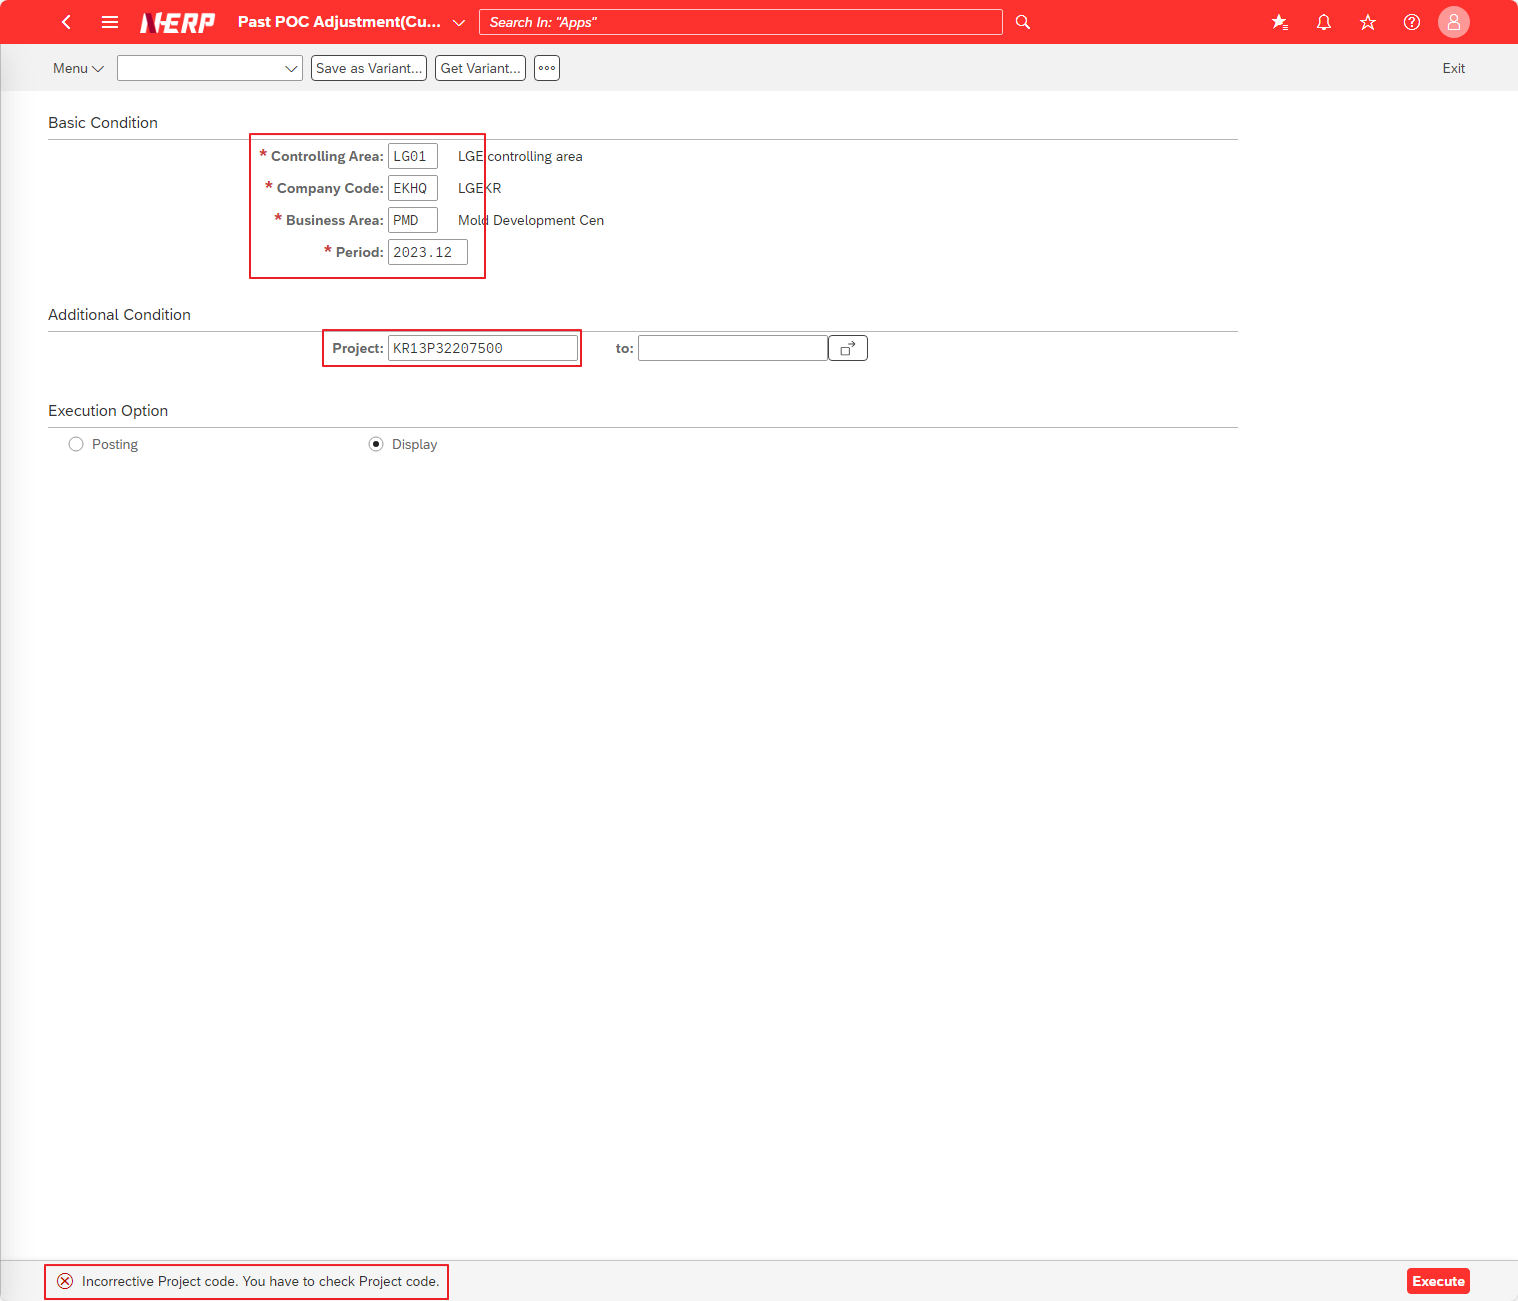 NERP Past POC Adjustment(Cu... Search In: "Apps"
Menu Save as Variant... Get Variant... Exit
Basic Condition
* Controlling Area: LG01 LGE controlling area
* Company Code: EKHQ LGEKR
* Business Area: PMD Mold Development Cen
* Period: 2023.12
Additional Condition
Project: KR13P32207500 to:
Execution Option
Posting Display
Incorrective Project code. You have to check Project code. Execute